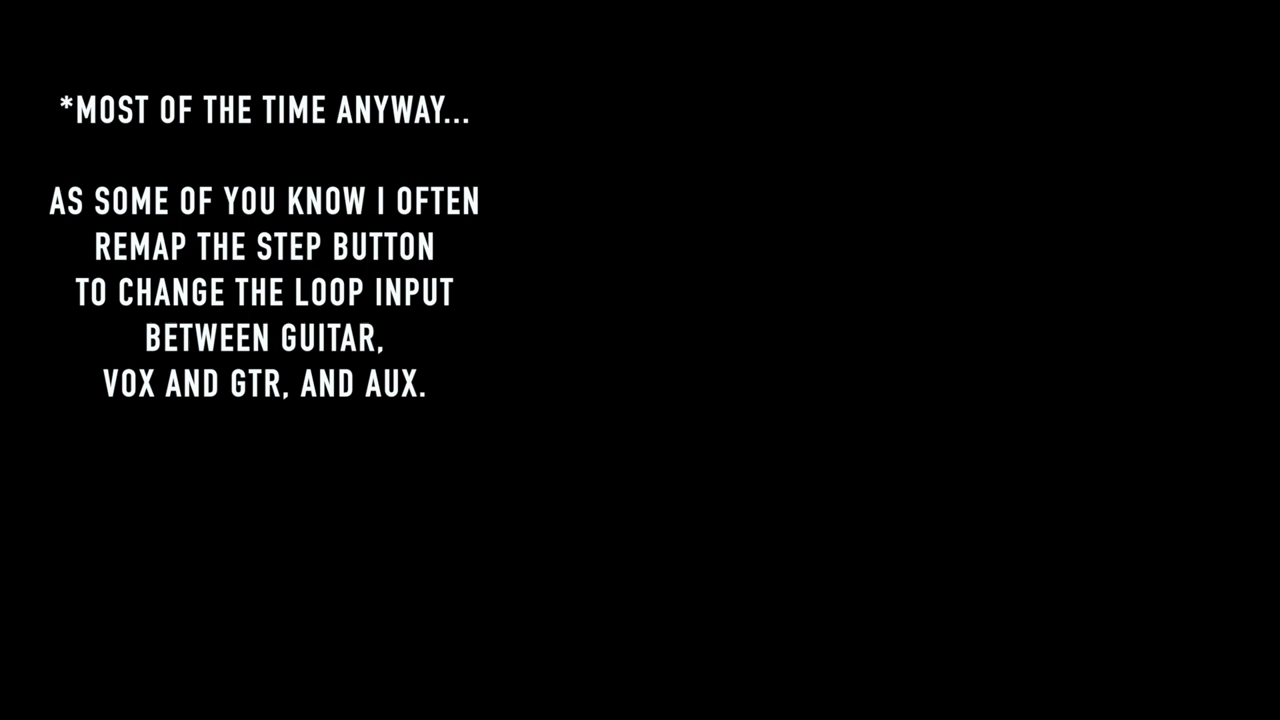 *MOST OF THE TIME ANYWAY...
AS SOME OF YOU KNOW I OFTEN
REMAP THE STEP BUTTON
TO CHANGE THE LOOP INPUT
BETWEEN GUITAR,
VOX AND GTR, AND AUX.